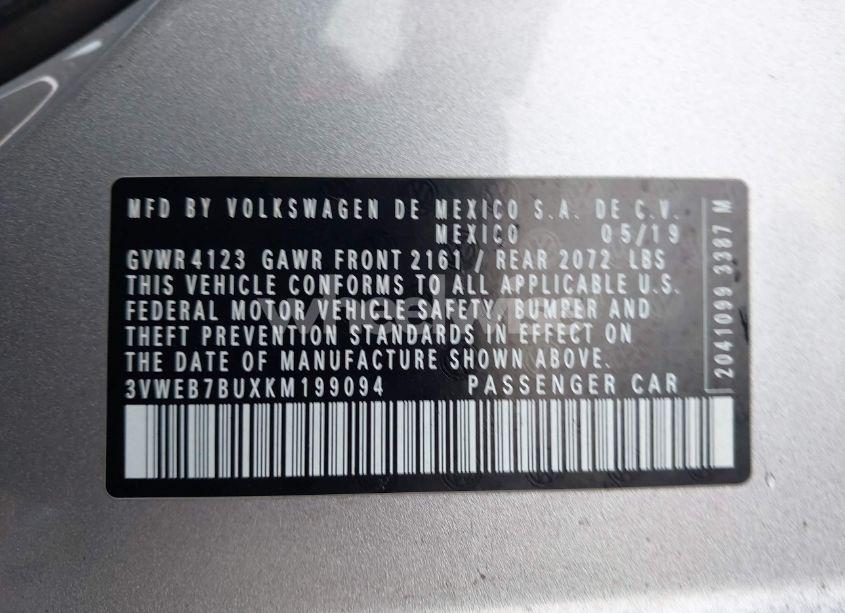 MFD BY VOLKSWAGEN DE MEXICO S.A. DE C.V.
MEXICO 05/19
GVWR 4123 GAWR FRONT 2161 / REAR 2072 LBS
THIS VEHICLE CONFORMS TO ALL APPLICABLE U.S.
FEDERAL MOTOR VEHICLE SAFETY, BUMPER AND
THEFT PREVENTION STANDARDS IN EFFECT ON
THE DATE OF MANUFACTURE SHOWN ABOVE.
3VWEB7BUXKM199094 PASSENGER CAR
2041099 3387 M